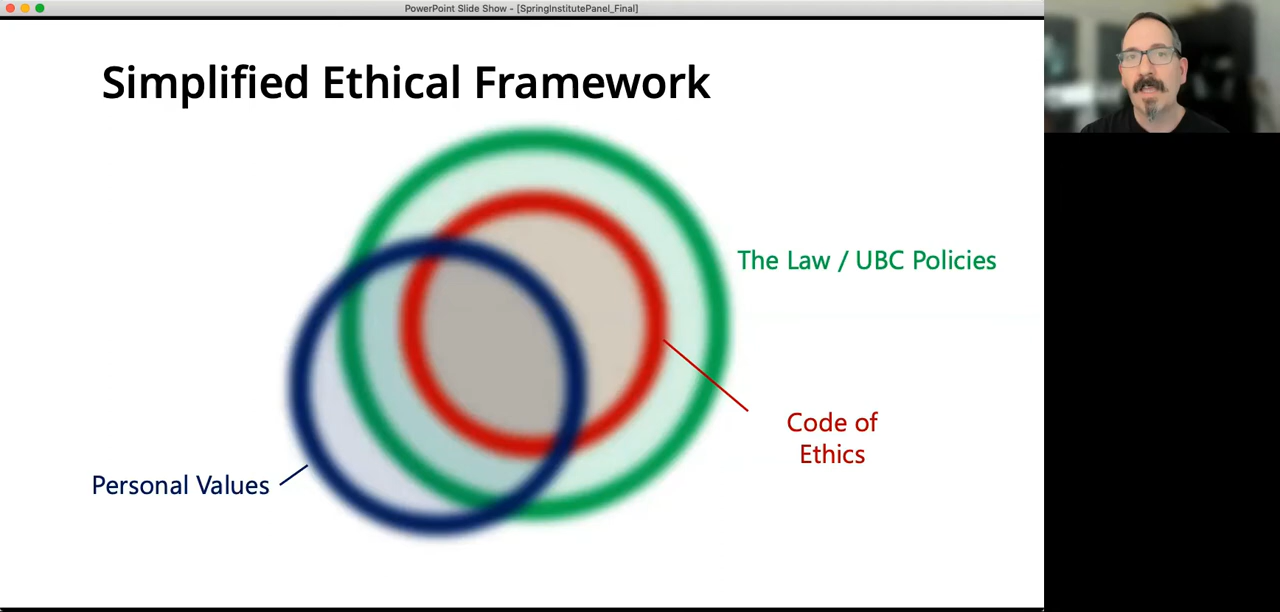 PowerPoint Slide Show - [SpringInstitutePanel_Final]
Simplified Ethical Framework
The Law / UBC Policies
Code of
Ethics
Personal Values